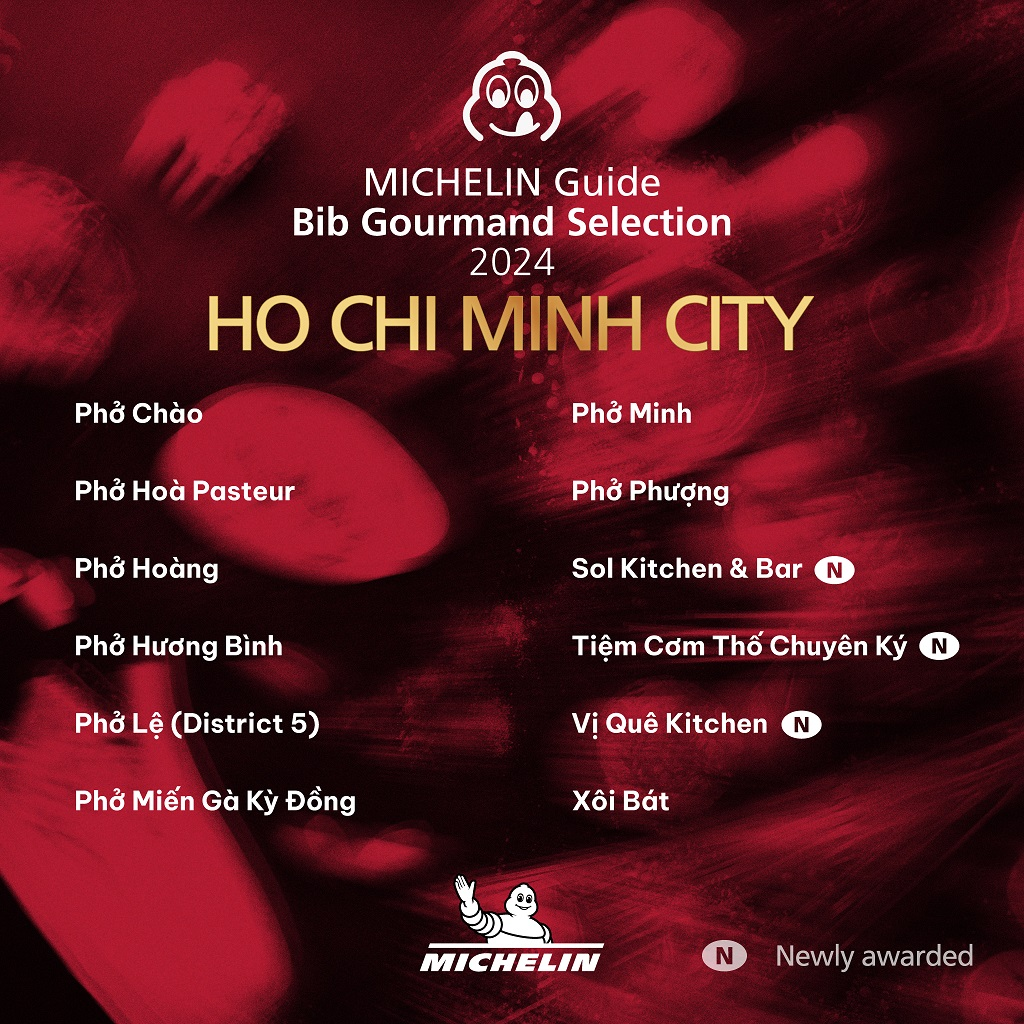 MICHELIN Guide
Bib Gourmand Selection
2024
HO CHI MINH CITY
Phở Chào
Phở Hoà Pasteur
Phở Hoàng
Phở Hương Bình
Phở Lệ (District 5)
Phở Miến Gà Kỳ Đồng
Phở Minh
Phở Phượng
Sol Kitchen & Bar N
Tiệm Cơm Thố Chuyên Ký N
Vị Quê Kitchen N
Xôi Bát
MICHELIN
N Newly awarded